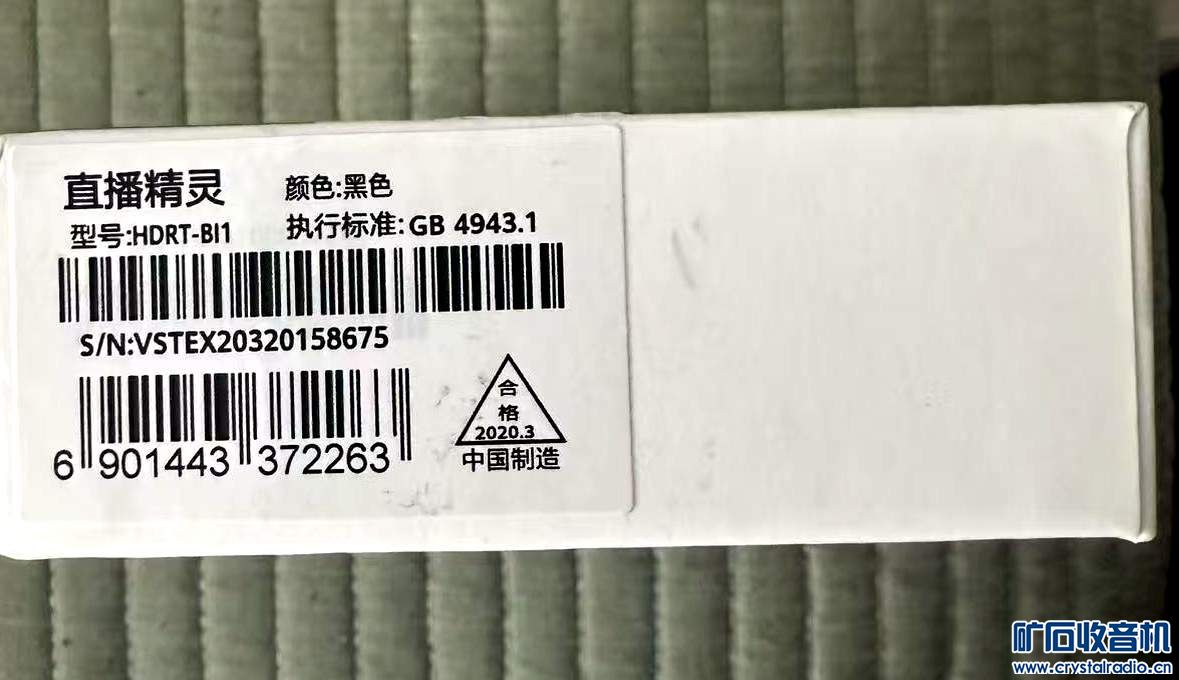 直播精灵
颜色:黑色
型号:HDRT-BI1
执行标准:GB 4943.1
S/N:VSTEX20320158675
6 901443 372263
合
格
2020.3
中国制造
矿石收音机
www.crystalradio.cn